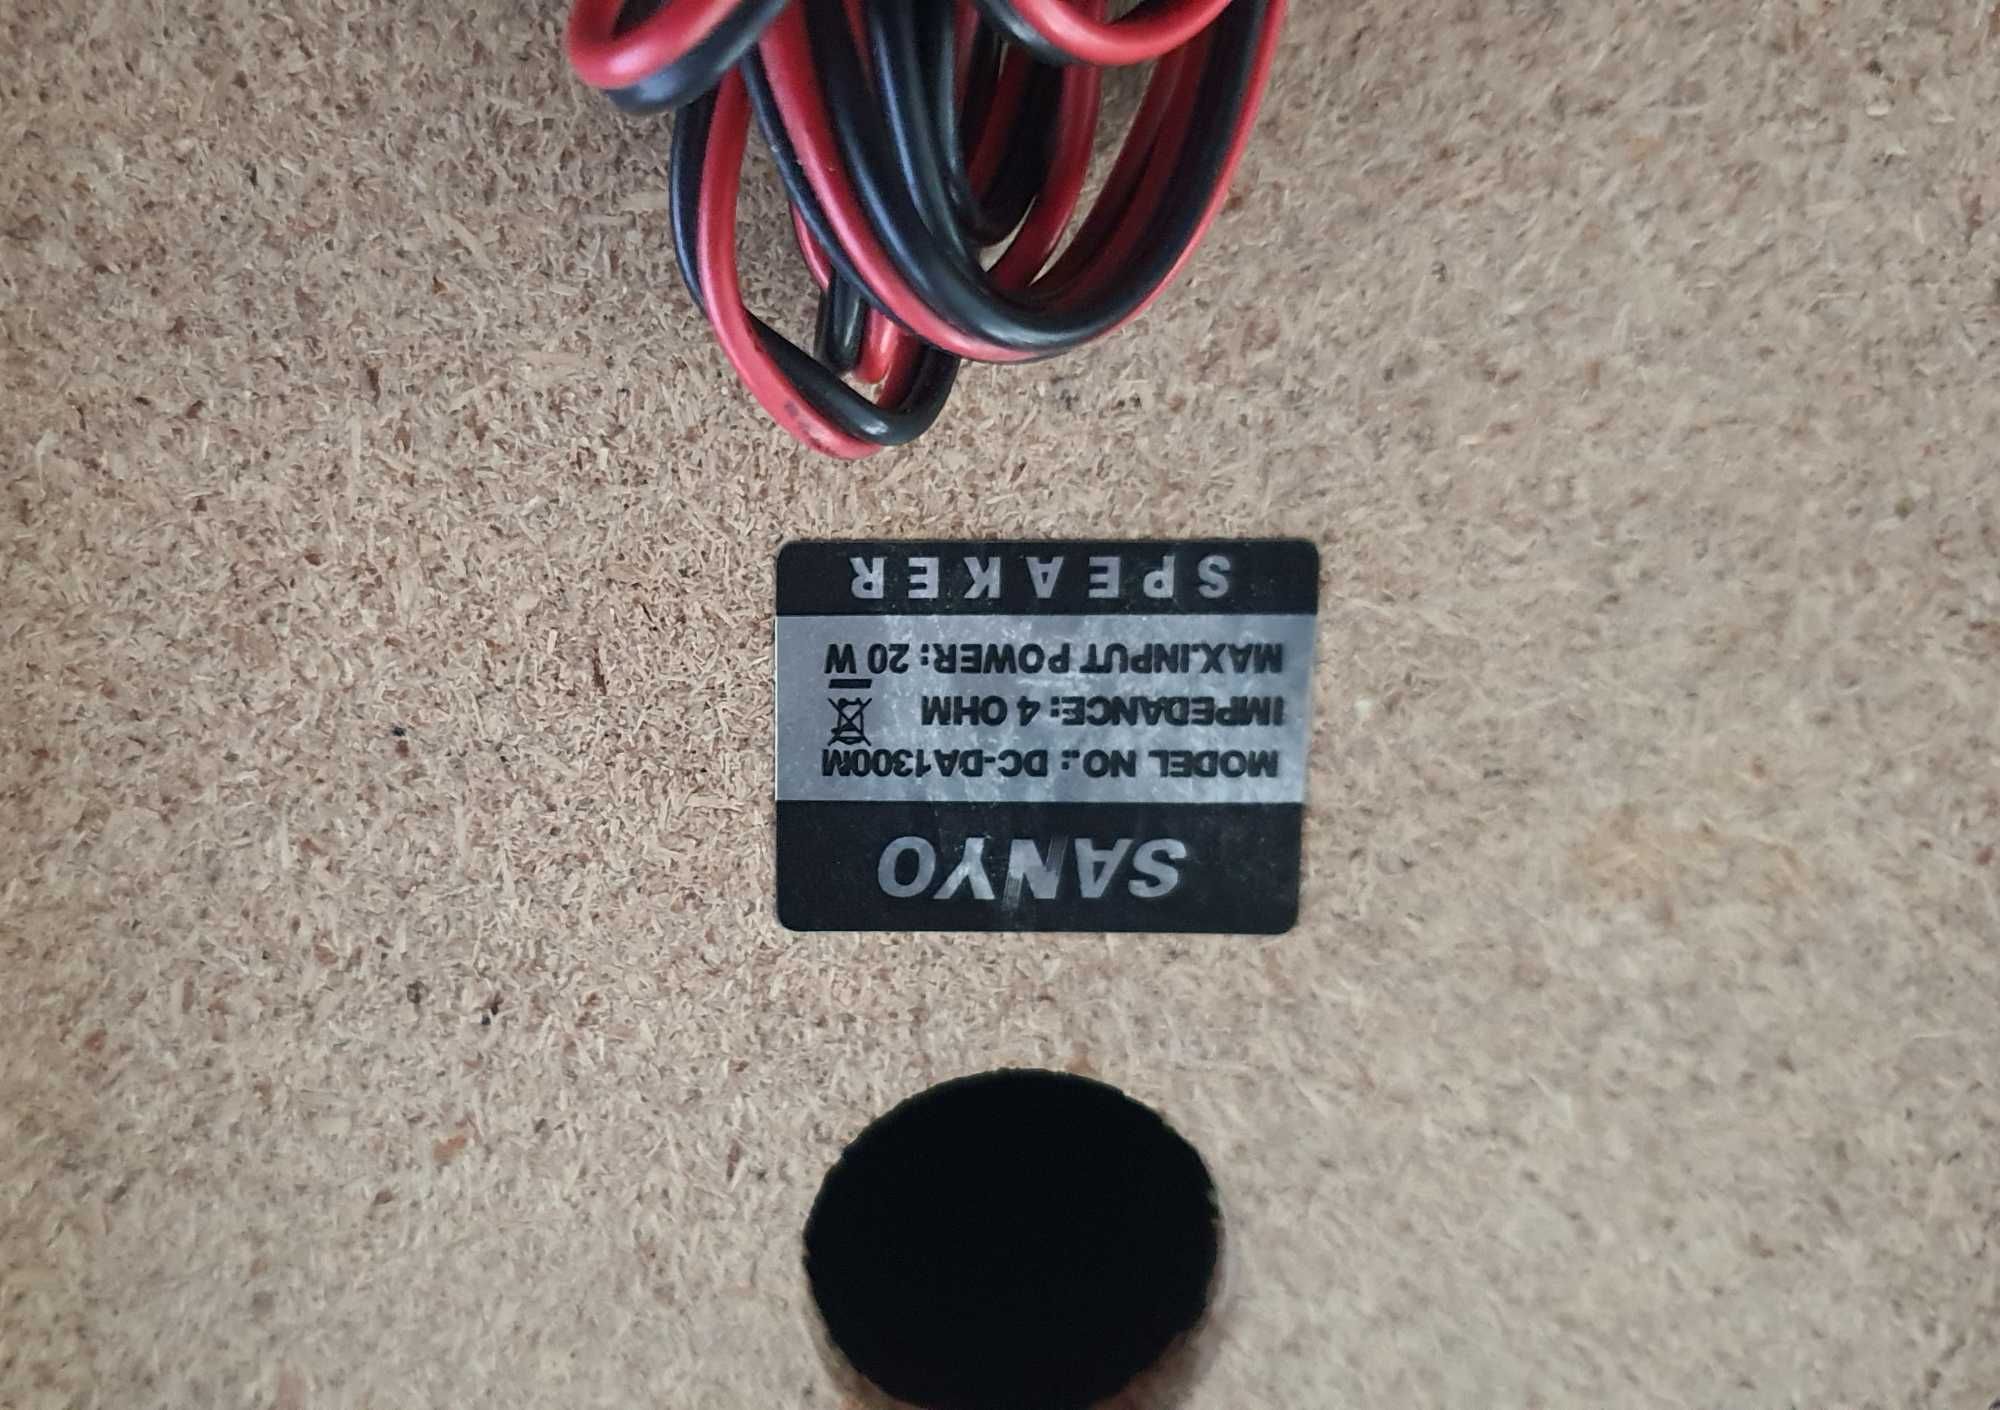 SANYO
MODEL NO.: DC-DA1300M
IMPEDANCE: 4 OHM
MAX.INPUT POWER: 20 W
SPEAKER